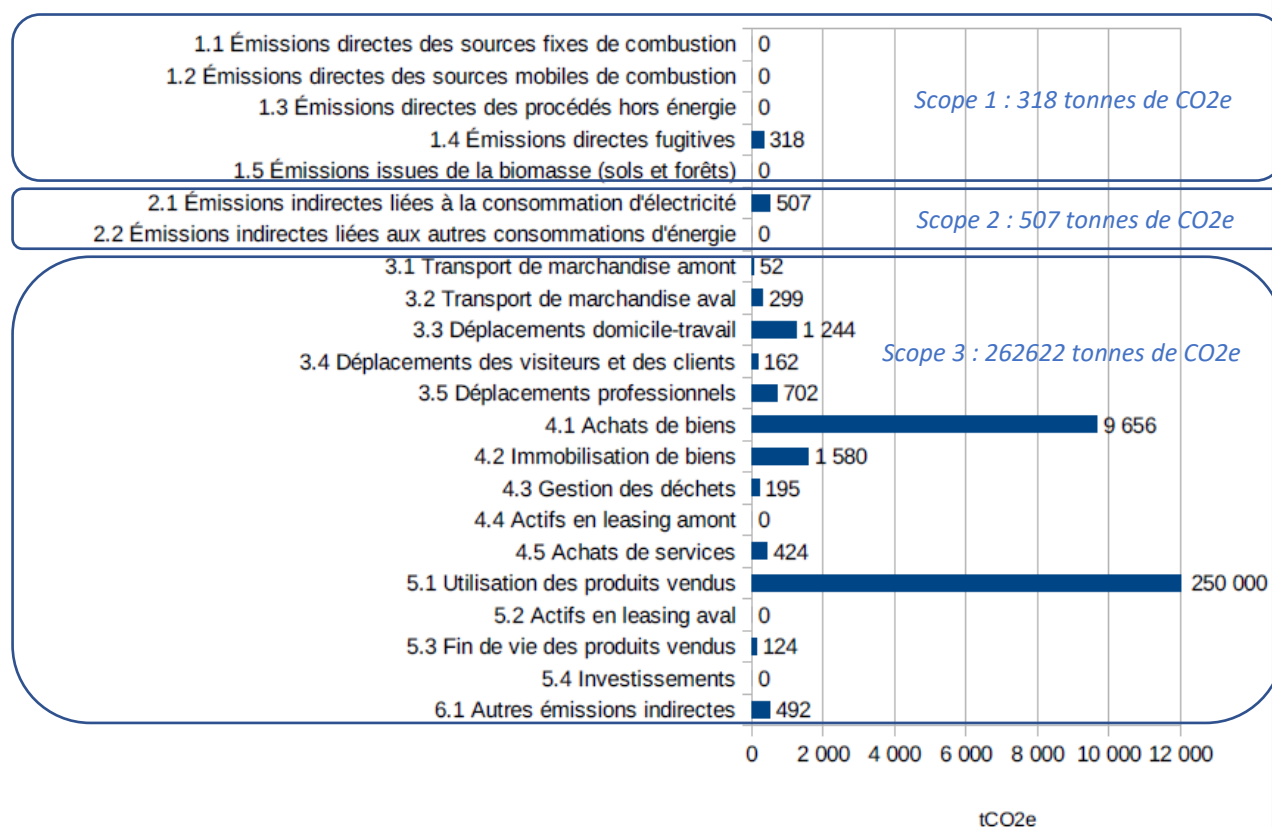 1.1 Émissions directes des sources fixes de combustion 0
1.2 Émissions directes des sources mobiles de combustion 0
1.3 Émissions directes des procédés hors énergie 0
Scope 1 : 318 tonnes de CO2e
1.4 Émissions directes fugitives 318
1.5 Émissions issues de la biomasse (sols et forêts) 0
2.1 Émissions indirectes liées à la consommation d'électricité 507
Scope 2 : 507 tonnes de CO2e
2.2 Émissions indirectes liées aux autres consommations d'énergie 0
3.1 Transport de marchandise amont 52
3.2 Transport de marchandise aval 299
3.3 Déplacements domicile-travail 1 244
Scope 3 : 262622 tonnes de CO2e
3.4 Déplacements des visiteurs et des clients 162
3.5 Déplacements professionnels 702
4.1 Achats de biens 9 656
4.2 Immobilisation de biens 1 580
4.3 Gestion des déchets 195
4.4 Actifs en leasing amont 0
4.5 Achats de services 424
5.1 Utilisation des produits vendus 250 000
5.2 Actifs en leasing aval 0
5.3 Fin de vie des produits vendus 124
5.4 Investissements 0
6.1 Autres émissions indirectes 492
0 2 000 4 000 6 000 8 000 10 000 12 000
tCO2e